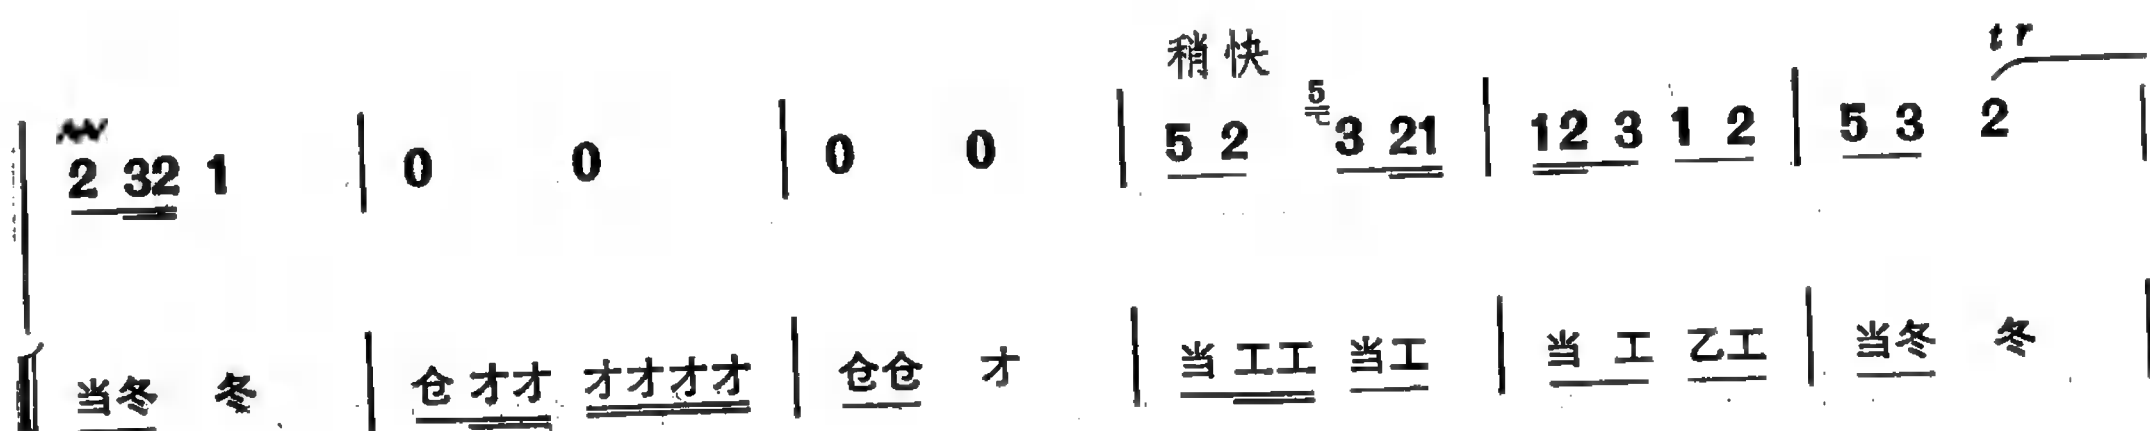 稍快
tr
5
2 32 1 | 0 0 | 0 0 | 5 2 3 21 | 12 3 1 2 | 5 3 2 |
当冬 冬 | 仓 才才 才才才才 | 仓仓 才 | 当 工工 当工 | 当 工 乙工 | 当冬 冬 |